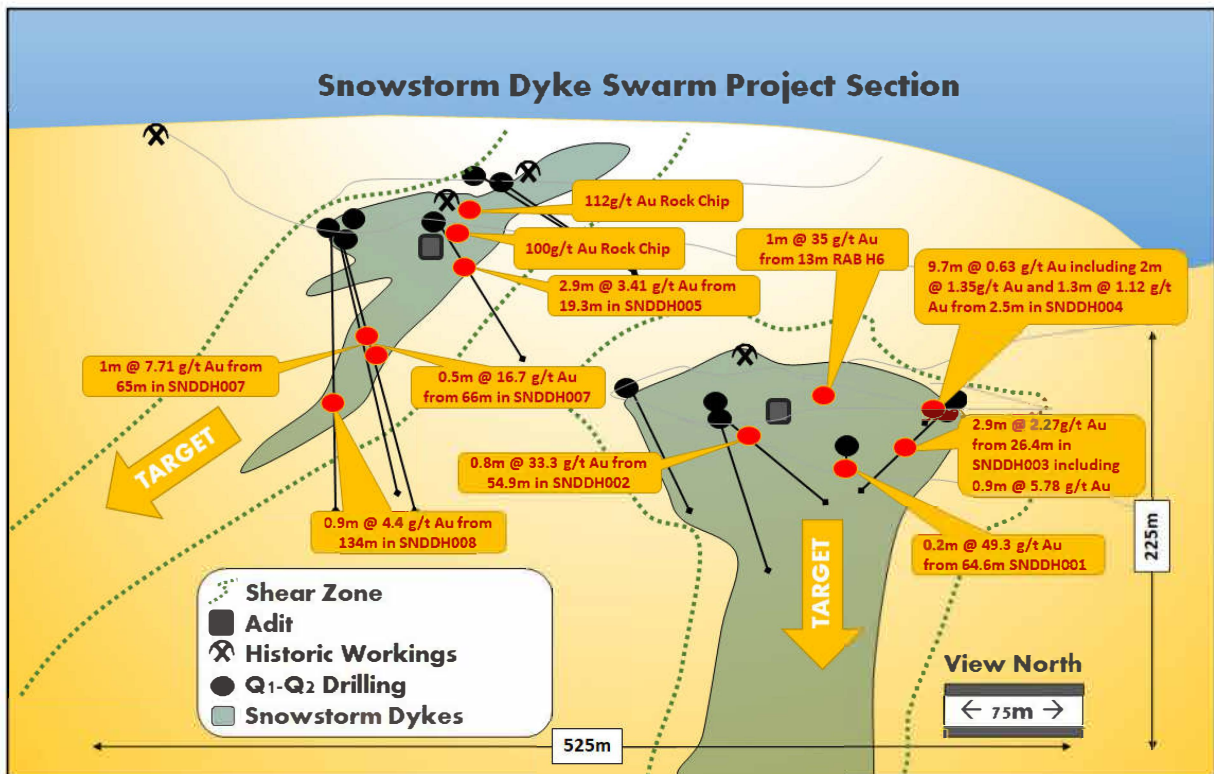 Snowstorm Dyke Swarm Project Section
112g/t Au Rock Chip
100g/t Au Rock Chip
2.9m @ 3.41 g/t Au from
19.3m in SNDDH005
1m @ 35 g/t Au
from 13m RAB H6
9.7m @ 0.63 g/t Au including 2m
@ 1.35g/t Au and 1.3m @ 1.12 g/t
Au from 2.5m in SNDDH004
1m @ 7.71 g/t Au from
65m in SNDDH007
0.5m @ 16.7 g/t Au
from 66m in SNDDH007
TARGET
0.8m @ 33.3 g/t Au from
54.9m in SNDDH002
2.9m @ 2.27g/t Au
from 26.4m in
SNDDH003 including
0.9m @ 5.78 g/t Au
0.9m @ 4.4 g/t Au from
134m in SNDDH008
0.2m @ 49.3 g/t Au
from 64.6m SNDDH001
225m
TARGET
Shear Zone
Adit
Historic Workings
Q1-Q2 Drilling
Snowstorm Dykes
View North
← 75m →
525m